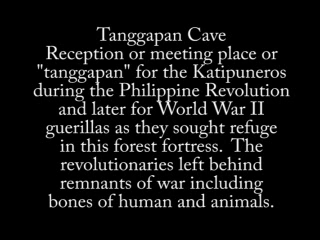 Tanggapan Cave
Reception or meeting place or
"tanggapan" for the Katipuneros
during the Philippine Revolution
and later for World War II
guerillas as they sought refuge
in this forest fortress.  The
revolutionaries left behind
remnants of war including
bones of human and animals.